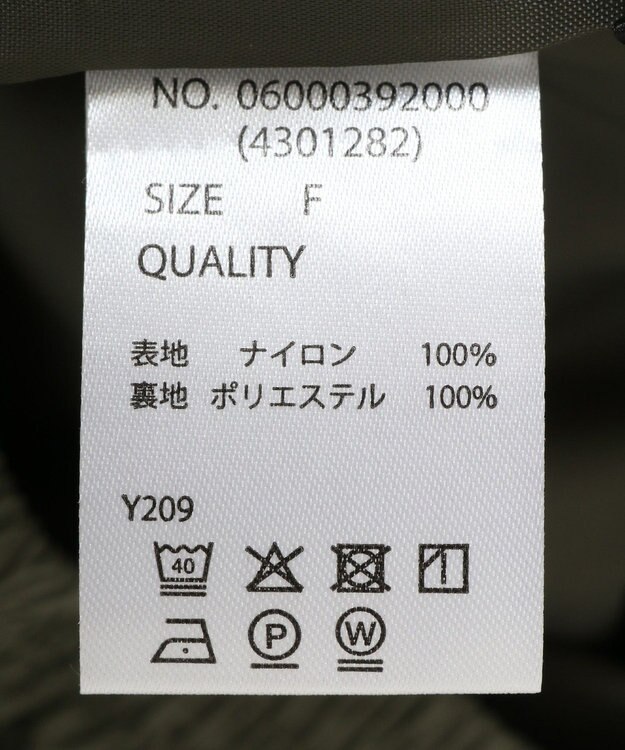 NO. 06000392000
(4301282)
SIZE F
QUALITY
表地 ナイロン 100%
裏地 ポリエステル 100%
Y209
40
P W